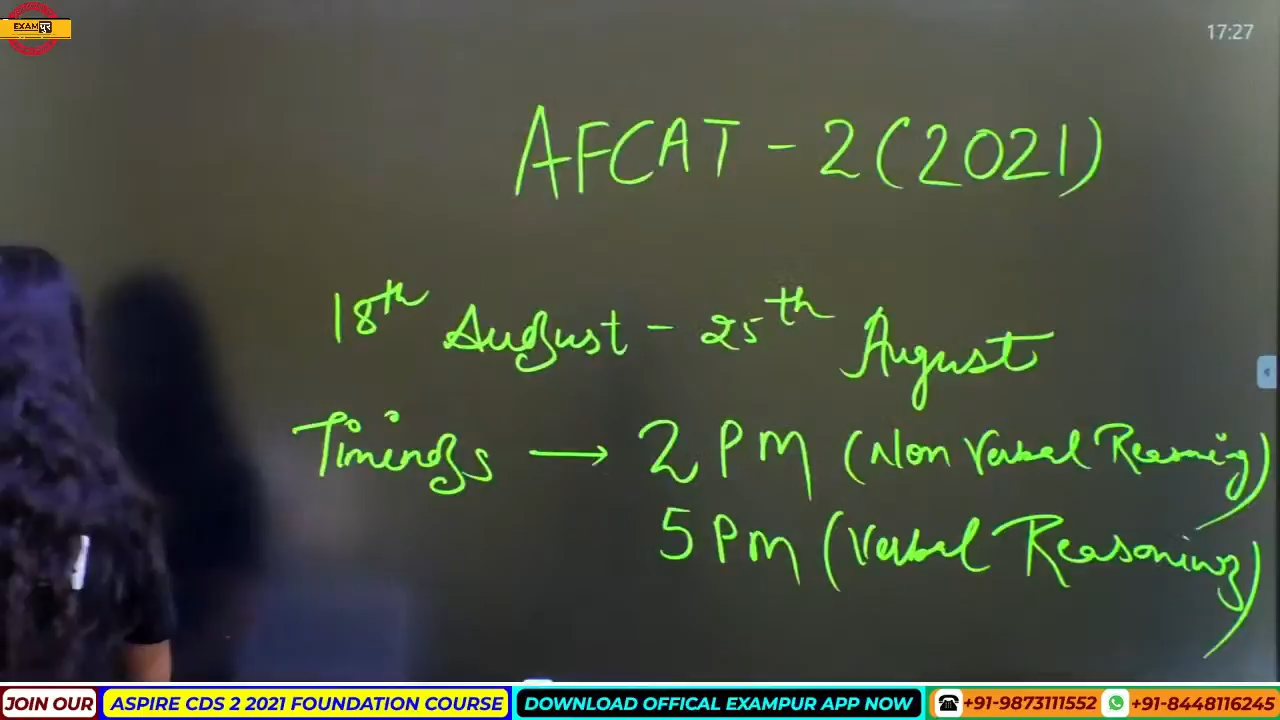 EXAMपुर
17:27
AFCAT - 2 (2021)
18th August - 25th August
Timings → 2 PM (Non Verbal Reasoning)
5 PM (Verbal Reasoning)
JOIN OUR ASPIRE CDS 2 2021 FOUNDATION COURSE DOWNLOAD OFFICAL EXAMPUR APP NOW +91-9873111552 +91-8448116245